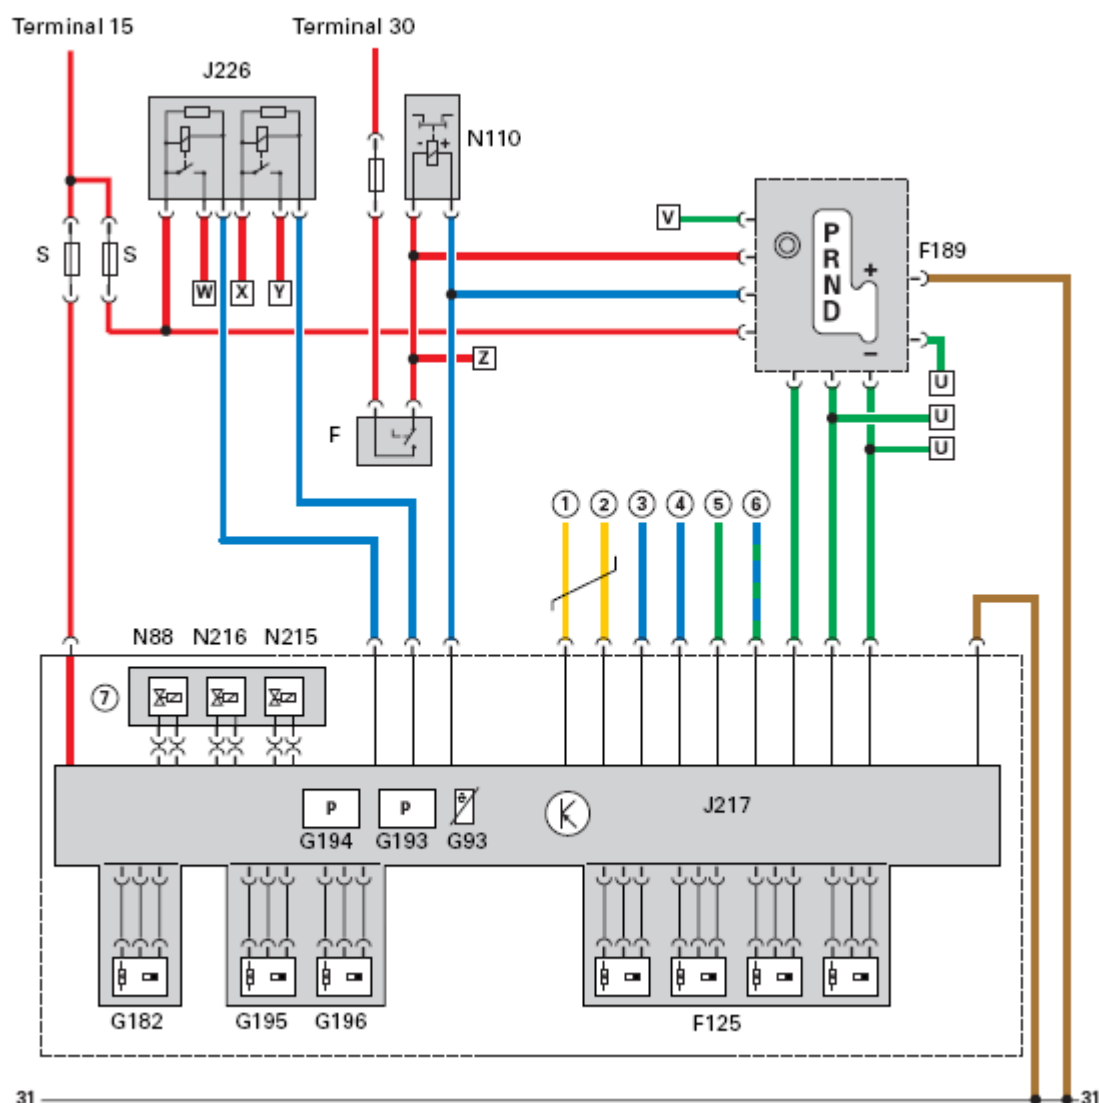 Terminal 15
Terminal 30
J226
N110
V
P
R
N
D
+
−
F189
S
S
W
X
Y
- +
Z
U
U
U
F
1 2 3 4 5 6
N88 N216 N215
7
P P
J217
G194 G193 G93
G182 G195 G196 F125
31 31